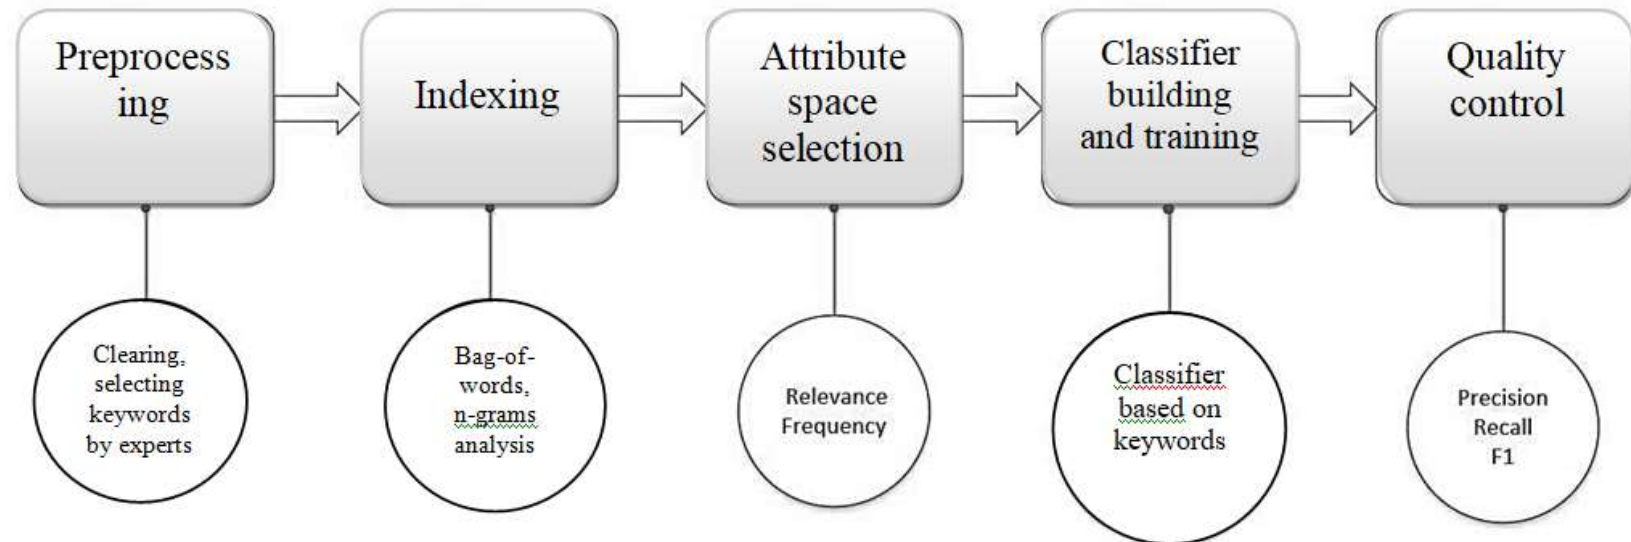 Preprocess
ing
Indexing
Attribute
space
selection
Classifier
building
and training
Quality
control
Clearing,
selecting
keywords
by experts
Bag-of-
words,
n-grams
analysis
Relevance
Frequency
Classifier
based on
keywords
Precision
Recall
F1